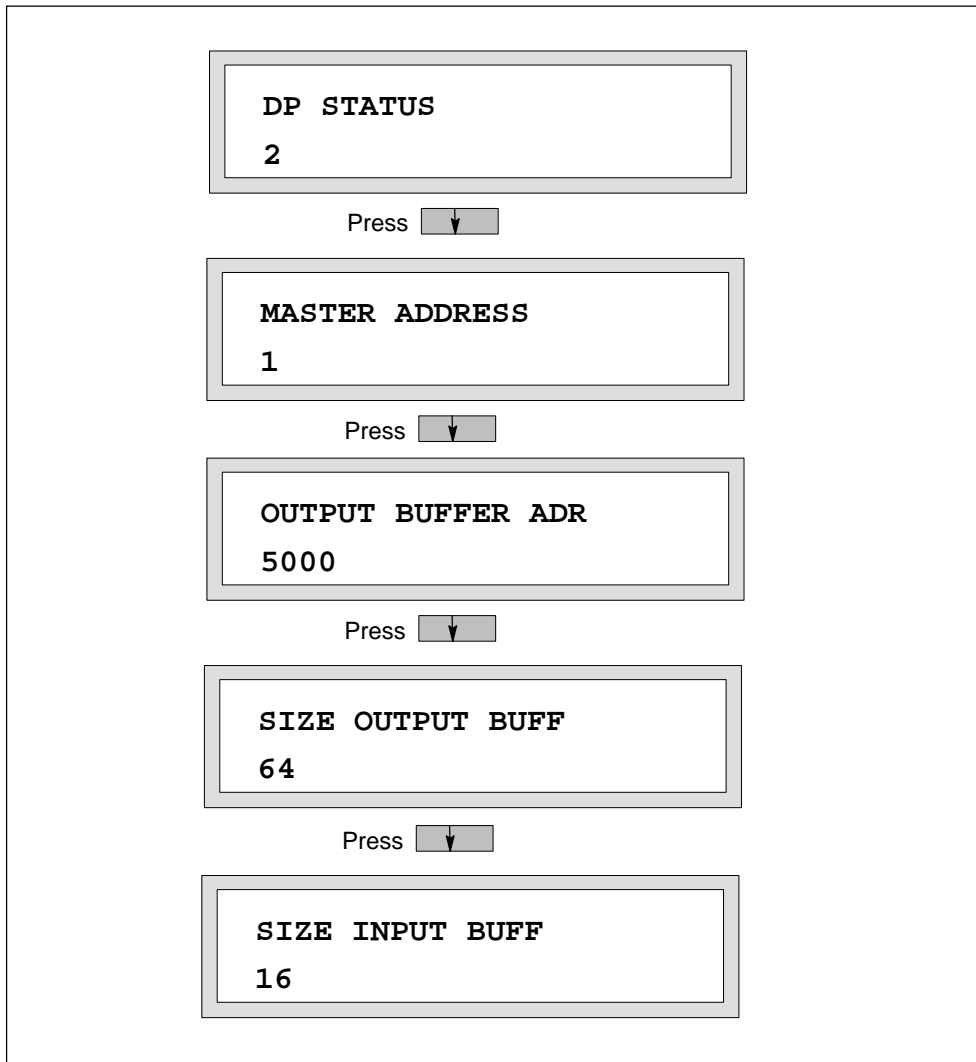 DP STATUS
2
Press
MASTER ADDRESS
1
Press
OUTPUT BUFFER ADR
5000
Press
SIZE OUTPUT BUFF
64
Press
SIZE INPUT BUFF
16